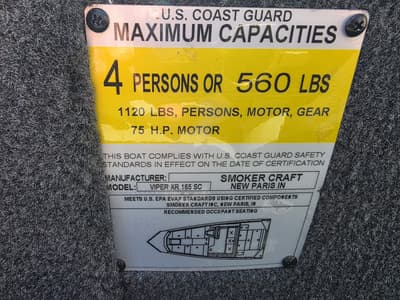 U.S. COAST GUARD
MAXIMUM CAPACITIES
4 PERSONS OR 560 LBS
1120 LBS, PERSONS, MOTOR, GEAR
75 H.P. MOTOR
THIS BOAT COMPLIES WITH U.S. COAST GUARD SAFETY
STANDARDS IN EFFECT ON THE DATE OF CERTIFICATION
MANUFACTURER: SMOKER CRAFT
MODEL: VIPER XR 165 SC NEW PARIS IN
MEETS U.S. EPA EVAP STANDARDS USING CERTIFIED COMPONENTS
SMOKER CRAFT INC, NEW PARIS, IN
RECOMMENDED OCCUPANT SEATING